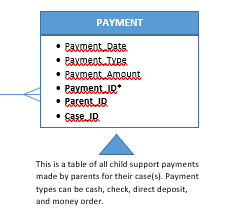 PAYMENT
• Payment_Date
• Payment_Type
• Payment_Amount
• Payment_ID*
• Parent_ID
• Case_ID
This is a table of all child support payments
made by parents for their case(s). Payment
types can be cash, check, direct deposit,
and money order.